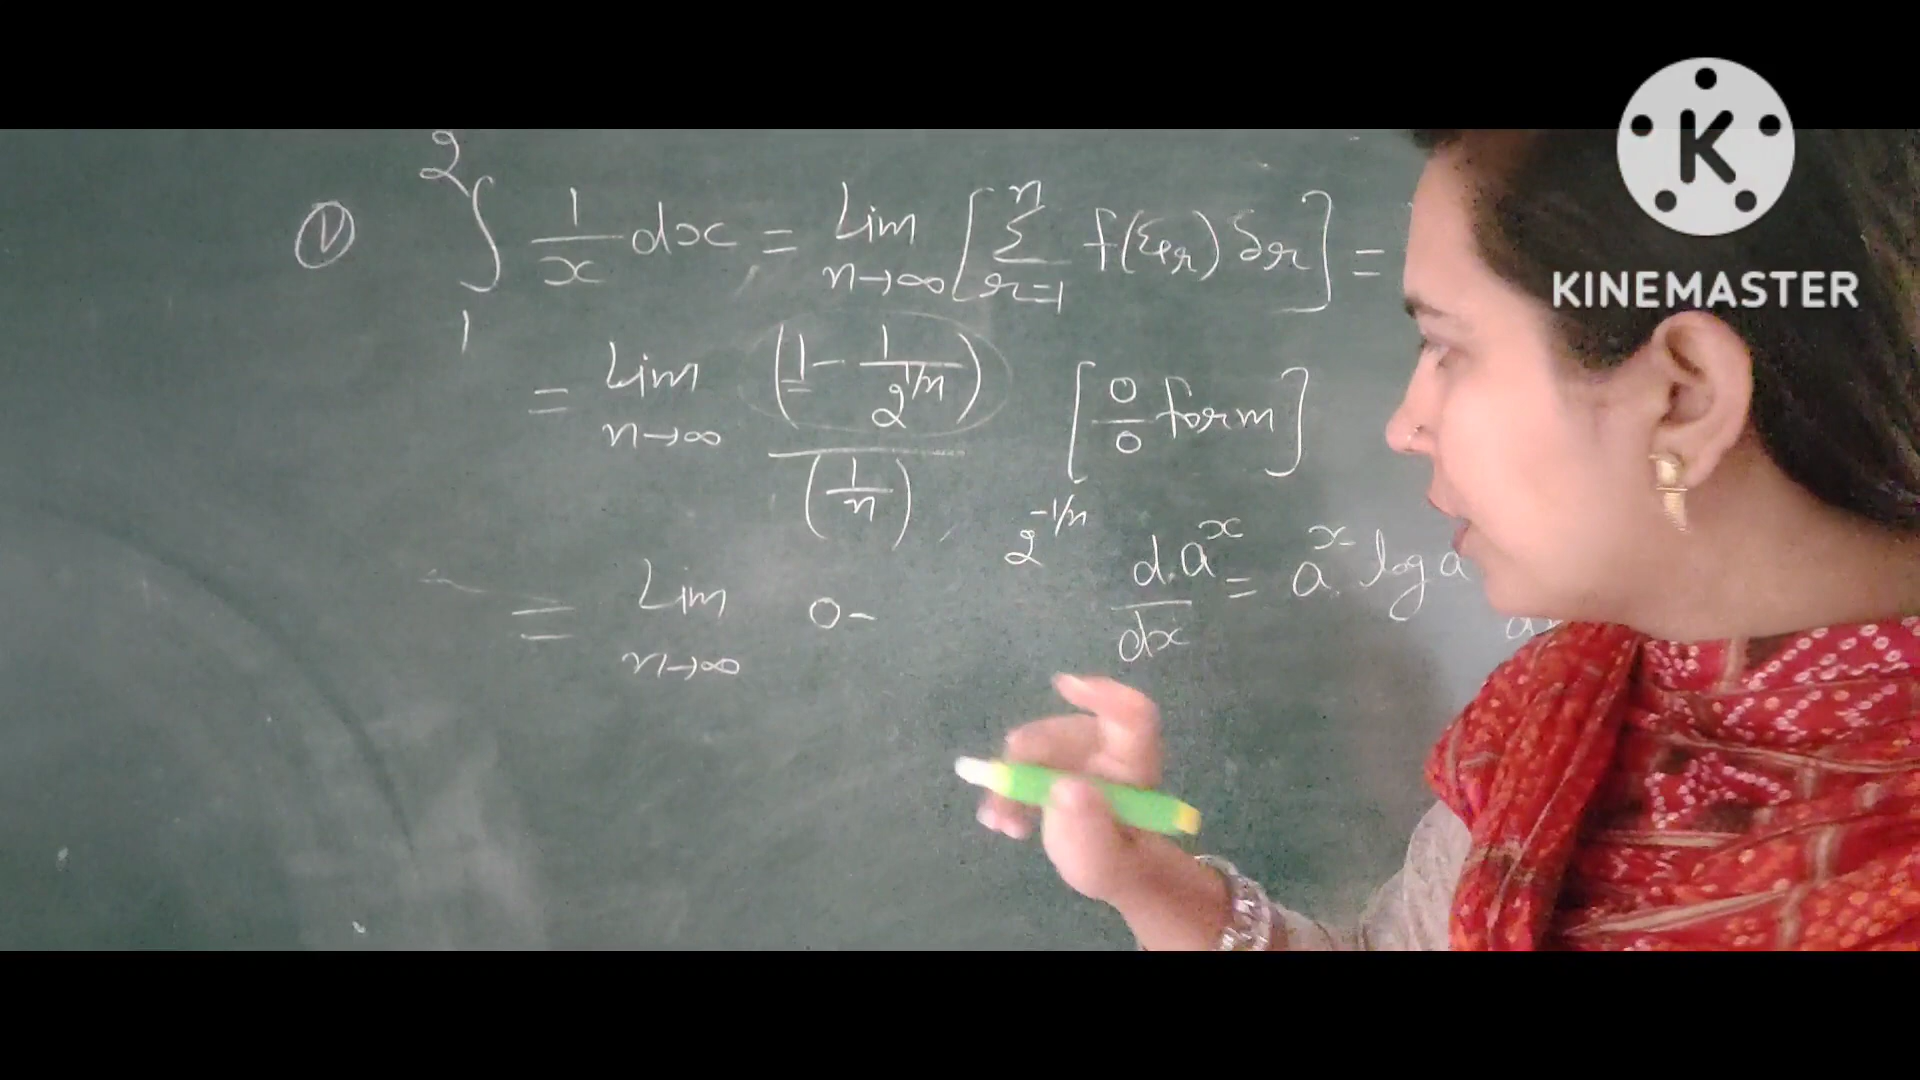 Ⓥ ∫₁² 1/x dx = Lim n→∞ [ Σ r=1 n f(ξr) δr ] =
= Lim n→∞ (1 - 1/2^1/n) / (1/n) [0/0 form]
2^-1/n
= Lim n→∞ 0-
d.a^x/dx = a^x log a
K
KINEMASTER